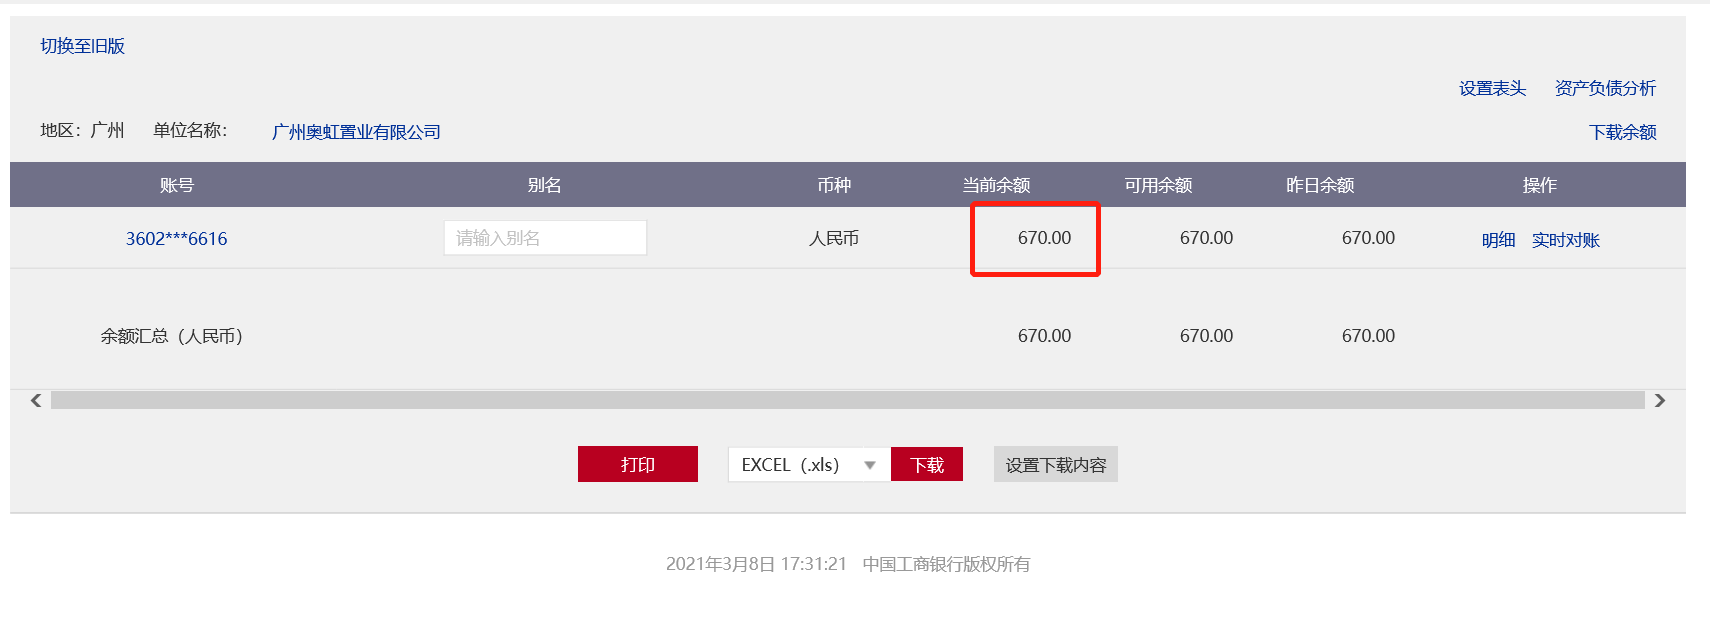 切换至旧版
设置表头 资产负债分析
地区：广州 单位名称： 广州奥虹置业有限公司 下载余额
账号 别名 币种 当前余额 可用余额 昨日余额 操作
3602***6616 请输入别名 人民币 670.00 670.00 670.00 明细 实时对账
余额汇总（人民币） 670.00 670.00 670.00
打印 EXCEL（.xls） 下载 设置下载内容
2021年3月8日 17:31:21 中国工商银行版权所有